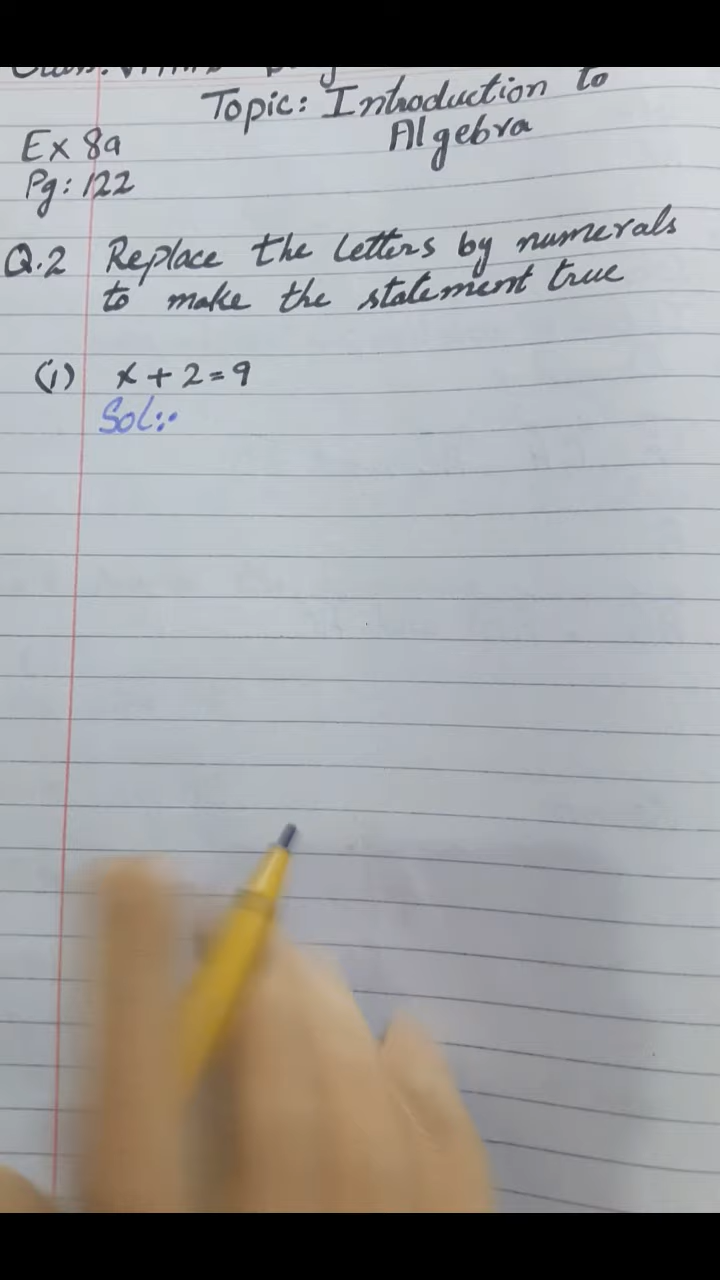 Topic: Introduction to
Algebra
Ex 8a
Pg: 122
Q.2 Replace the letters by numerals
to make the statement true
(i) x + 2 = 9
Sol:-